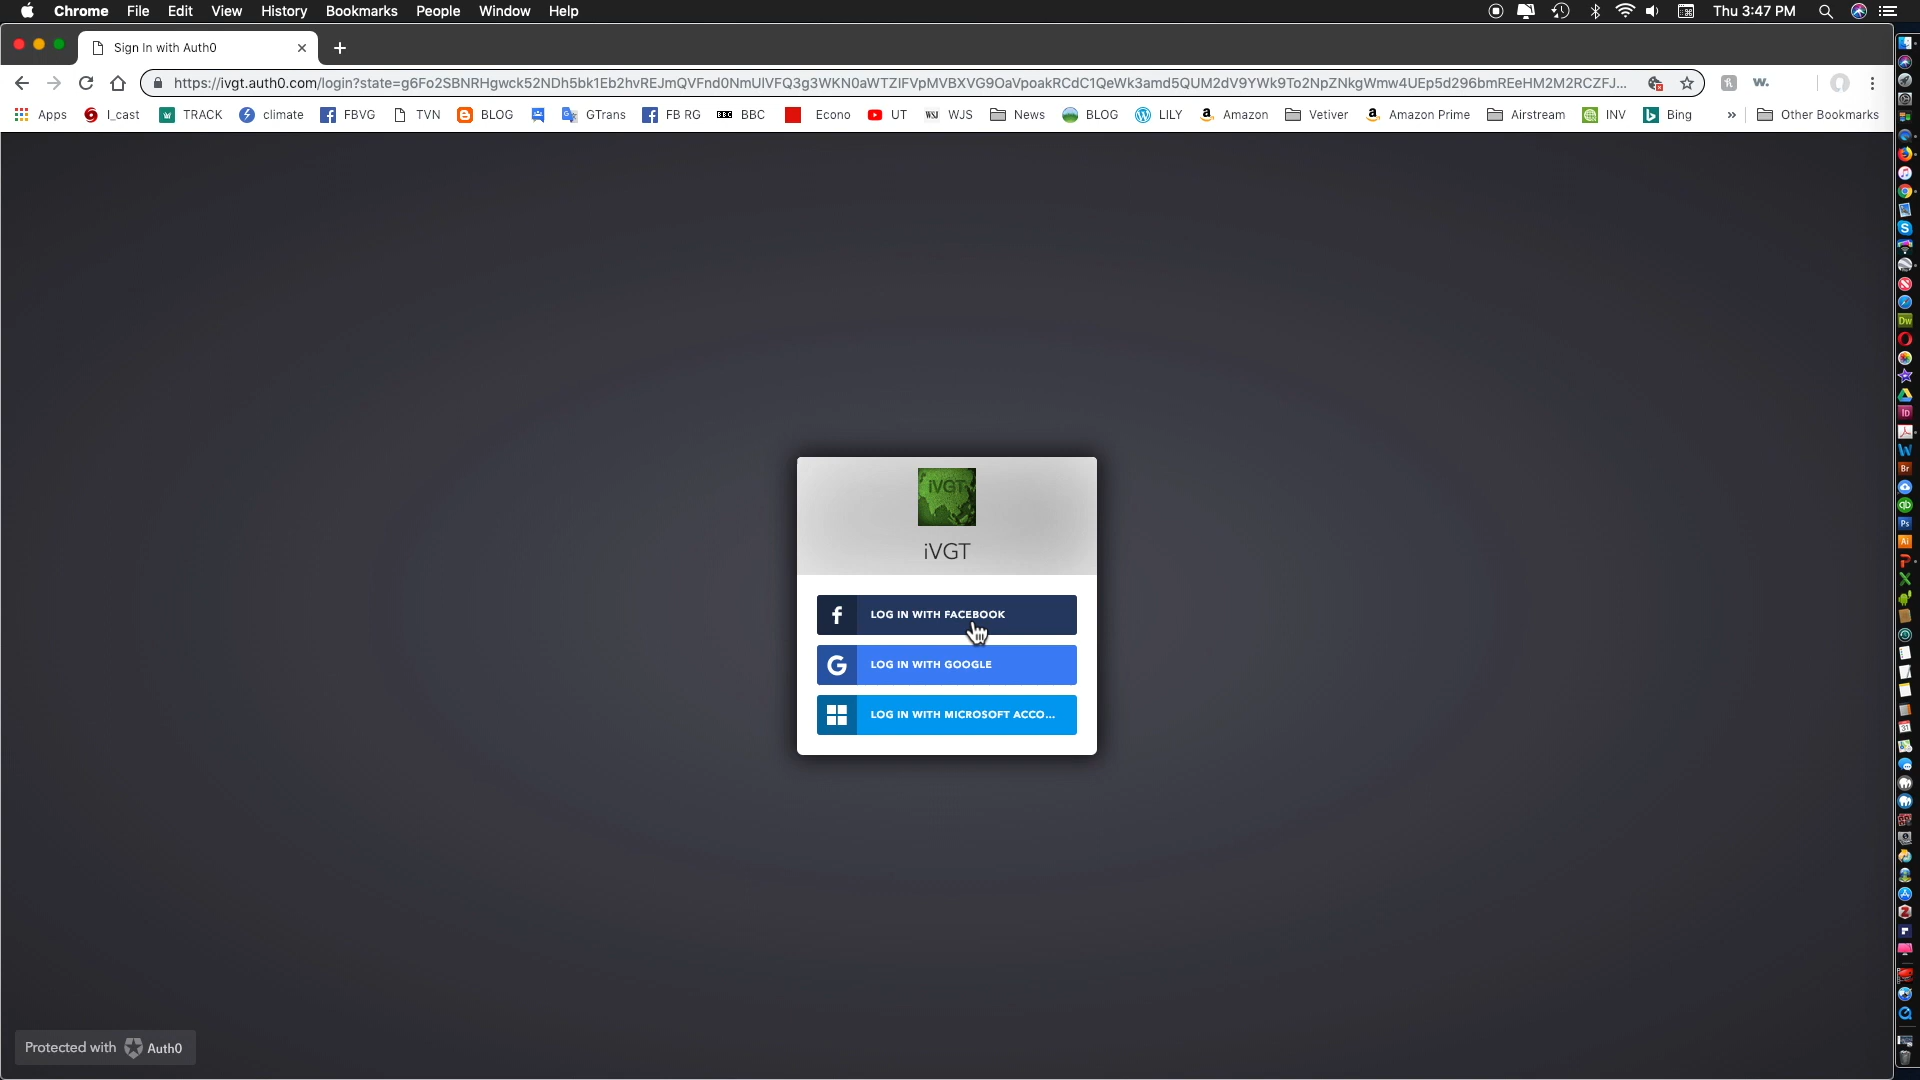 Chrome File Edit View History Bookmarks People Window Help Thu 3:47 PM
Sign In with Auth0
https://ivgt.auth0.com/login?state=
Apps I_cast TRACK climate FBVG TVN BLOG GTrans FB RG BBC BBC Econo UT WSJ WJS News BLOG LILY Amazon Vetiver Amazon Prime Airstream INV Bing » Other Bookmarks
iVGT
iVGT
LOG IN WITH FACEBOOK
LOG IN WITH GOOGLE
LOG IN WITH MICROSOFT ACCO...
Protected with Auth0